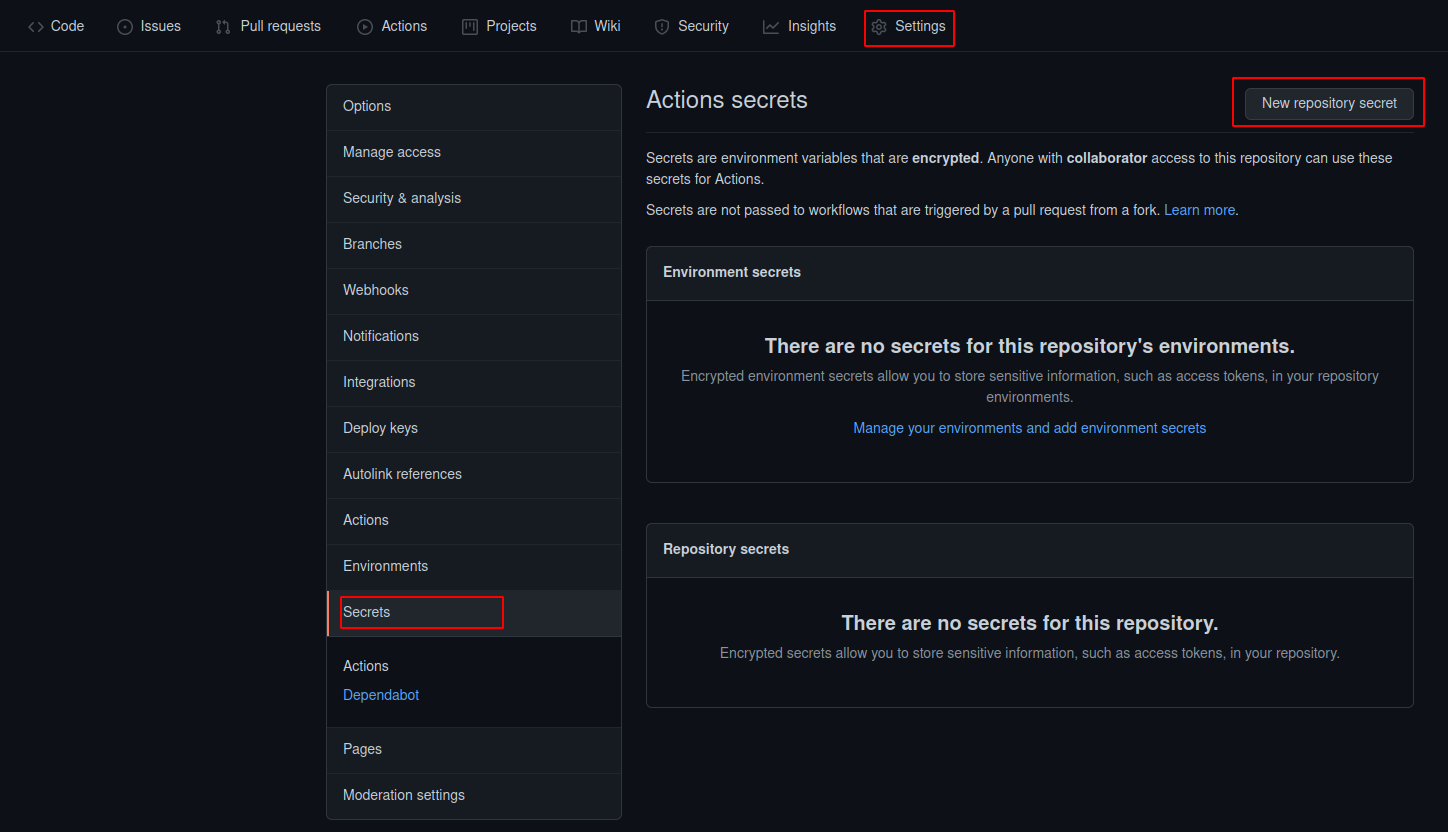 Code Issues Pull requests Actions Projects Wiki Security Insights Settings
Options
Manage access
Security & analysis
Branches
Webhooks
Notifications
Integrations
Deploy keys
Autolink references
Actions
Environments
Secrets
Actions
Dependabot
Pages
Moderation settings
Actions secrets
New repository secret
Secrets are environment variables that are encrypted. Anyone with collaborator access to this repository can use these
secrets for Actions.
Secrets are not passed to workflows that are triggered by a pull request from a fork. Learn more.
Environment secrets
There are no secrets for this repository's environments.
Encrypted environment secrets allow you to store sensitive information, such as access tokens, in your repository
environments.
Manage your environments and add environment secrets
Repository secrets
There are no secrets for this repository.
Encrypted secrets allow you to store sensitive information, such as access tokens, in your repository.